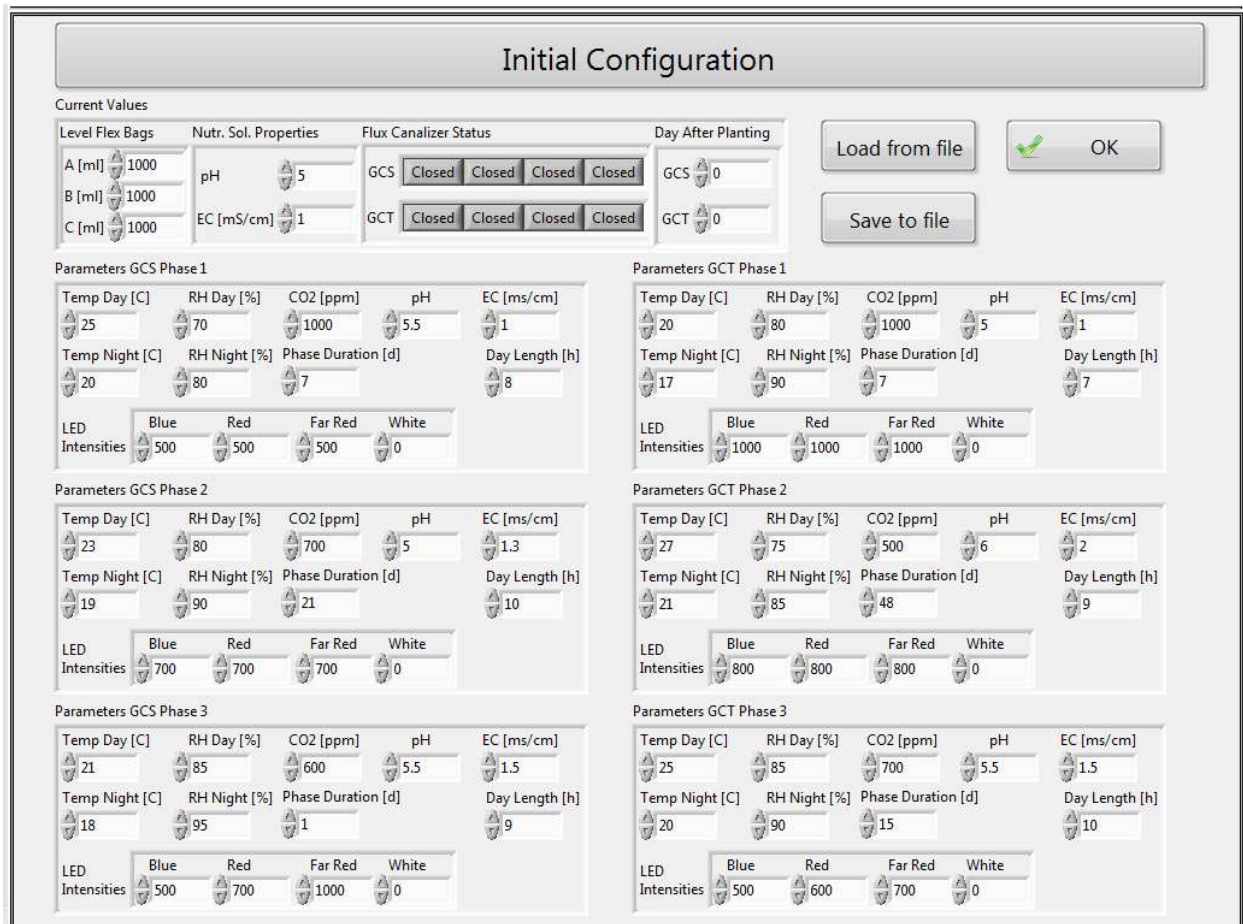 Initial Configuration
Current Values
Level Flex Bags Nutr. Sol. Properties Flux Canalizer Status Day After Planting
A [ml] 1000
B [ml] 1000
C [ml] 1000
pH 5
EC [mS/cm] 1
GCS Closed Closed Closed Closed
GCT Closed Closed Closed Closed
GCS 0
GCT 0
Load from file
OK
Save to file
Parameters GCS Phase 1
Temp Day [C] RH Day [%] CO2 [ppm] pH EC [ms/cm]
25 70 1000 5.5 1
Temp Night [C] RH Night [%] Phase Duration [d] Day Length [h]
20 80 7 8
Blue Red Far Red White
LED
Intensities 500 500 500 0
Parameters GCT Phase 1
Temp Day [C] RH Day [%] CO2 [ppm] pH EC [ms/cm]
20 80 1000 5 1
Temp Night [C] RH Night [%] Phase Duration [d] Day Length [h]
17 90 7 7
Blue Red Far Red White
LED
Intensities 1000 1000 1000 0
Parameters GCS Phase 2
Temp Day [C] RH Day [%] CO2 [ppm] pH EC [ms/cm]
23 80 700 5 1.3
Temp Night [C] RH Night [%] Phase Duration [d] Day Length [h]
19 90 21 10
Blue Red Far Red White
LED
Intensities 700 700 700 0
Parameters GCT Phase 2
Temp Day [C] RH Day [%] CO2 [ppm] pH EC [ms/cm]
27 75 500 6 2
Temp Night [C] RH Night [%] Phase Duration [d] Day Length [h]
21 85 48 9
Blue Red Far Red White
LED
Intensities 800 800 800 0
Parameters GCS Phase 3
Temp Day [C] RH Day [%] CO2 [ppm] pH EC [ms/cm]
21 85 600 5.5 1.5
Temp Night [C] RH Night [%] Phase Duration [d] Day Length [h]
18 95 1 9
Blue Red Far Red White
LED
Intensities 500 700 1000 0
Parameters GCT Phase 3
Temp Day [C] RH Day [%] CO2 [ppm] pH EC [ms/cm]
25 85 700 5.5 1.5
Temp Night [C] RH Night [%] Phase Duration [d] Day Length [h]
20 90 15 10
Blue Red Far Red White
LED
Intensities 500 600 700 0